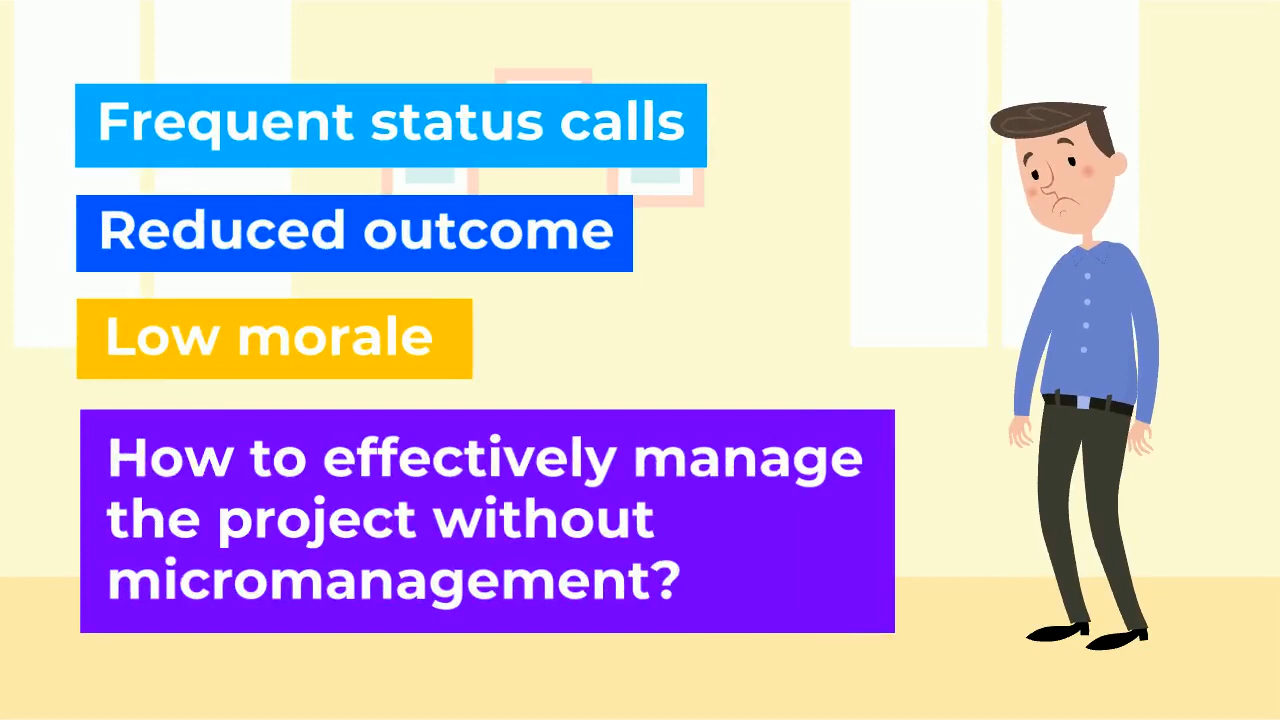 Frequent status calls
Reduced outcome
Low morale
How to effectively manage
the project without
micromanagement?